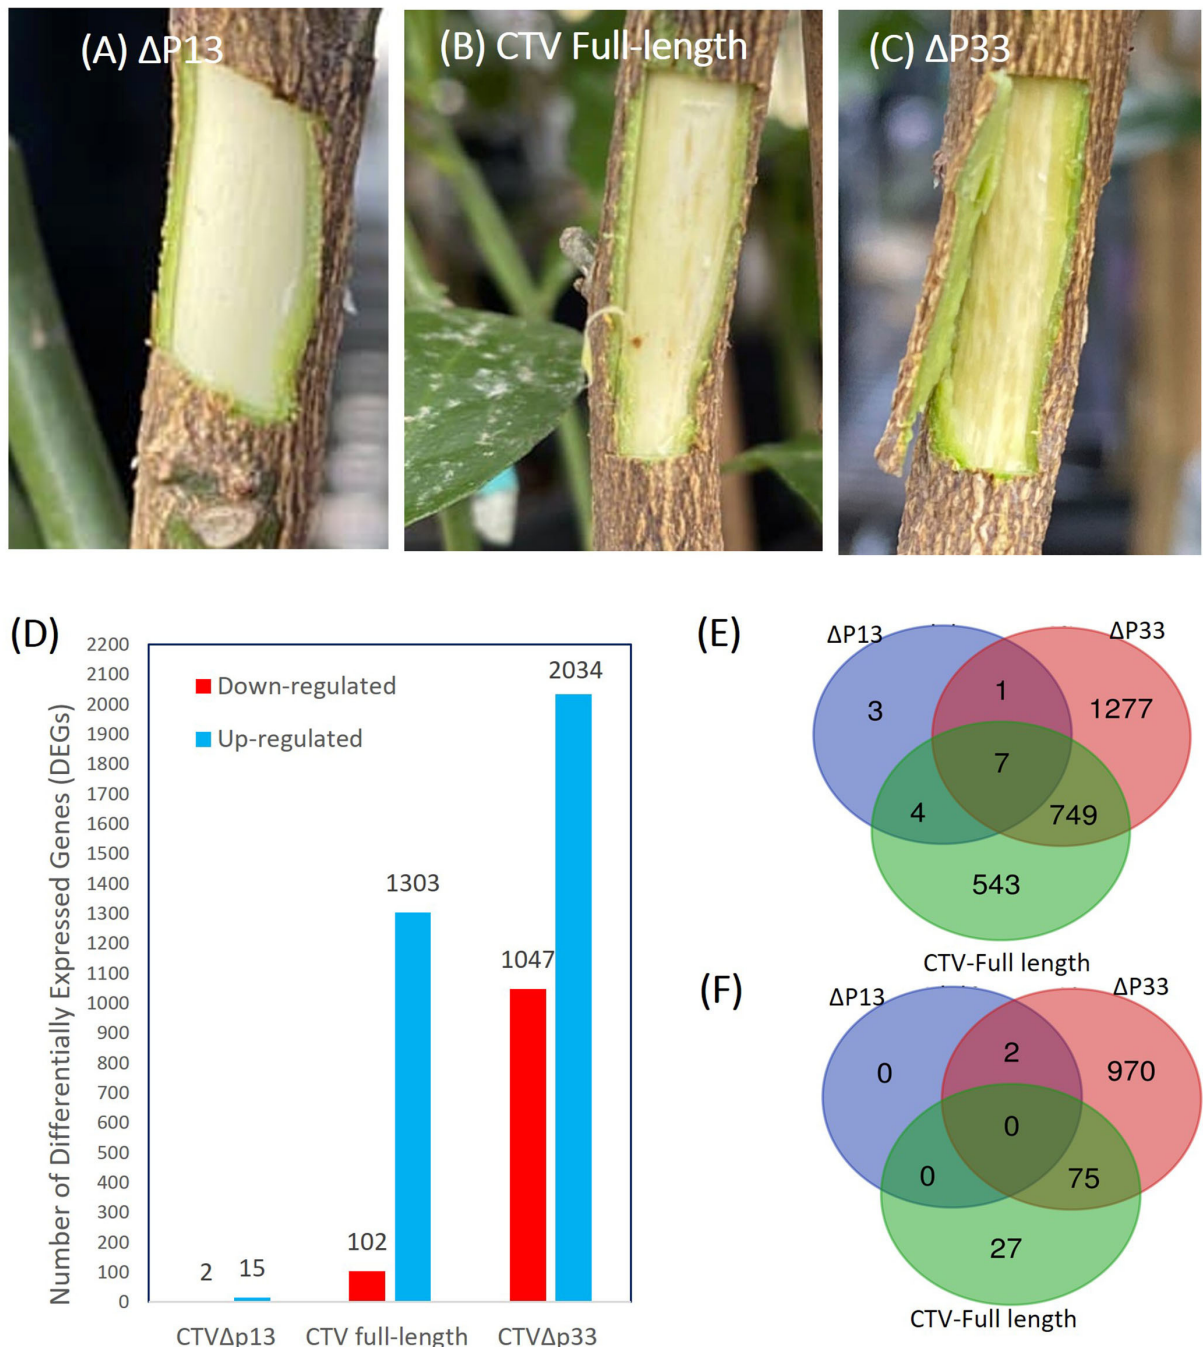 (A) ΔP13
(B) CTV Full-length
(C) ΔP33
(D)
Number of Differentially Expressed Genes (DEGs)
2200
2100
2000
1900
1800
1700
1600
1500
1400
1300
1200
1100
1000
900
800
700
600
500
400
300
200
100
0
Down-regulated
Up-regulated
2
15
102
1303
1047
2034
CTVΔp13
CTV full-length
CTVΔp33
(E)
ΔP13
ΔP33
3
1
1277
7
4
749
543
CTV-Full length
(F)
ΔP13
ΔP33
0
2
970
0
0
75
27
CTV-Full length